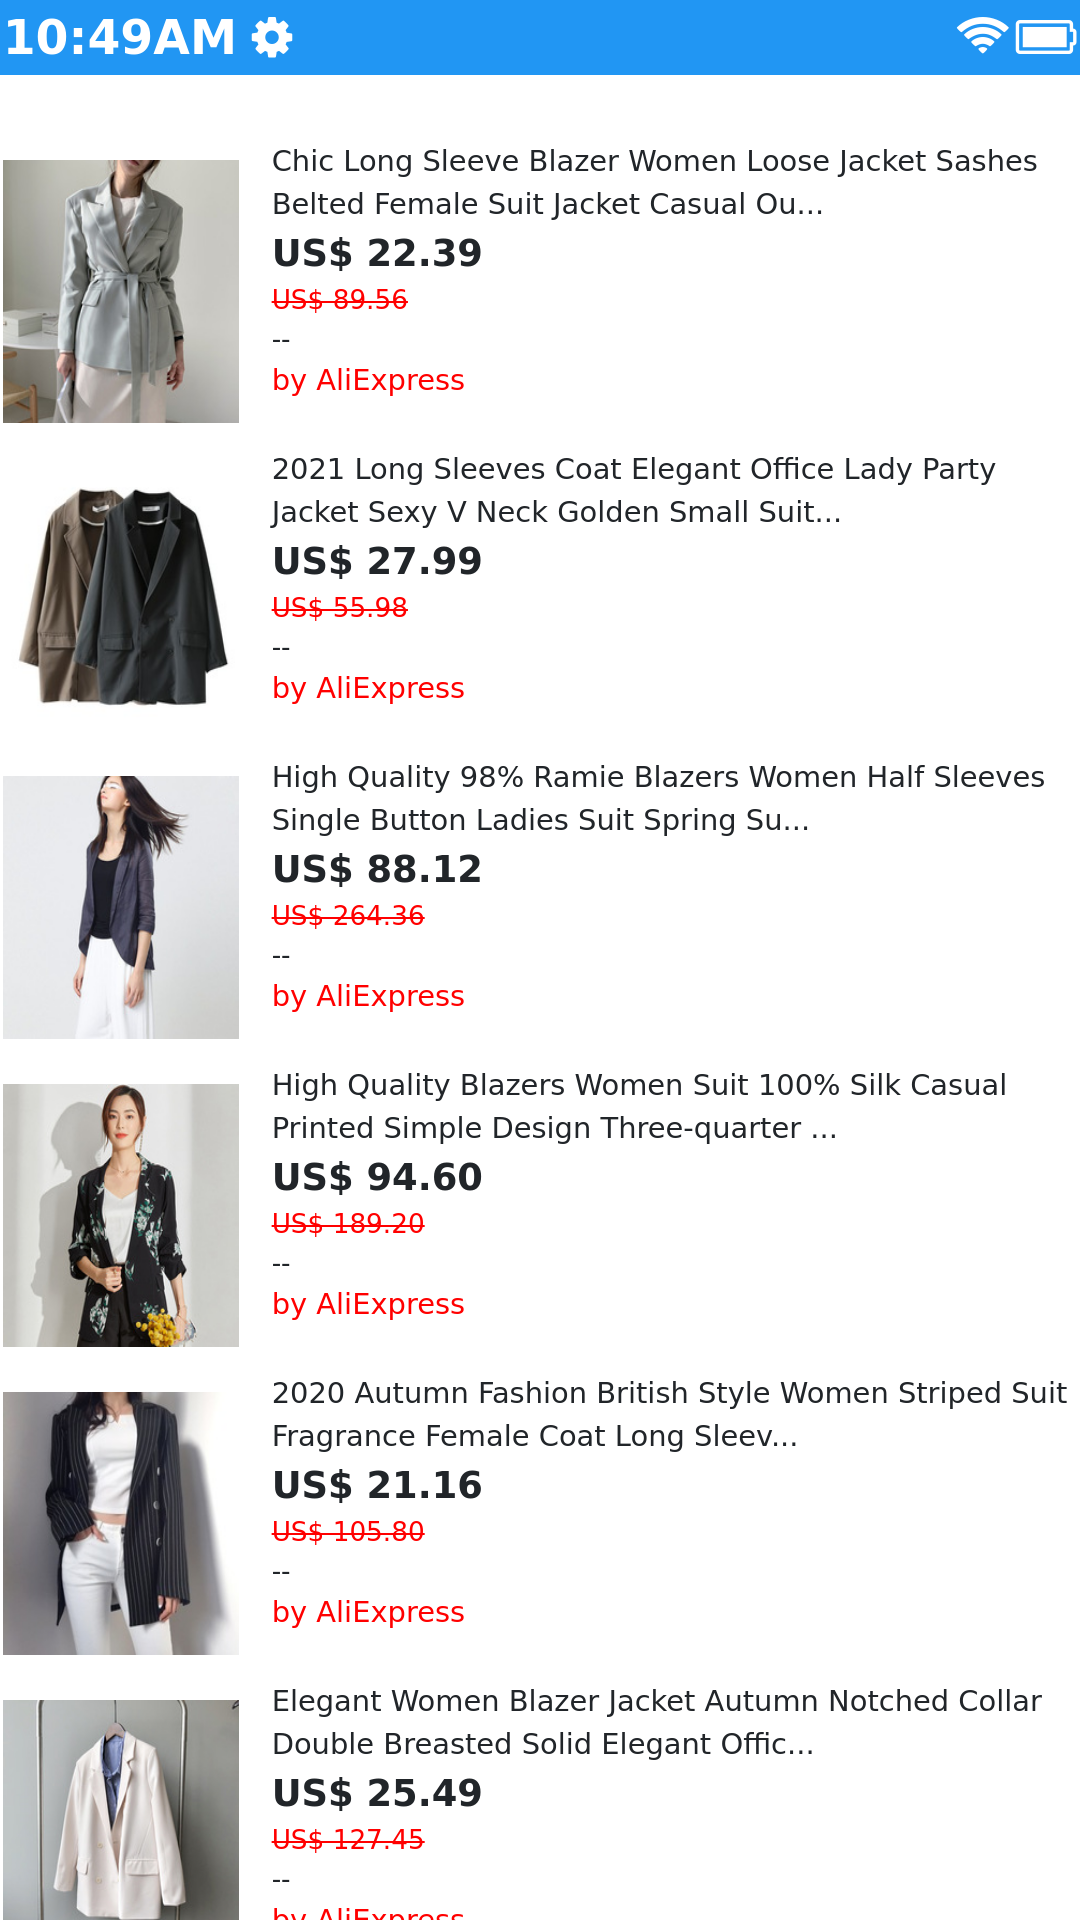 10:49AM
Chic Long Sleeve Blazer Women Loose Jacket Sashes
Belted Female Suit Jacket Casual Ou...
US$ 22.39
US$ 89.56
--
by AliExpress
2021 Long Sleeves Coat Elegant Office Lady Party
Jacket Sexy V Neck Golden Small Suit...
US$ 27.99
US$ 55.98
--
by AliExpress
High Quality 98% Ramie Blazers Women Half Sleeves
Single Button Ladies Suit Spring Su...
US$ 88.12
US$ 264.36
--
by AliExpress
High Quality Blazers Women Suit 100% Silk Casual
Printed Simple Design Three-quarter ...
US$ 94.60
US$ 189.20
--
by AliExpress
2020 Autumn Fashion British Style Women Striped Suit
Fragrance Female Coat Long Sleev...
US$ 21.16
US$ 105.80
--
by AliExpress
Elegant Women Blazer Jacket Autumn Notched Collar
Double Breasted Solid Elegant Offic...
US$ 25.49
US$ 127.45
--
by AliExpress